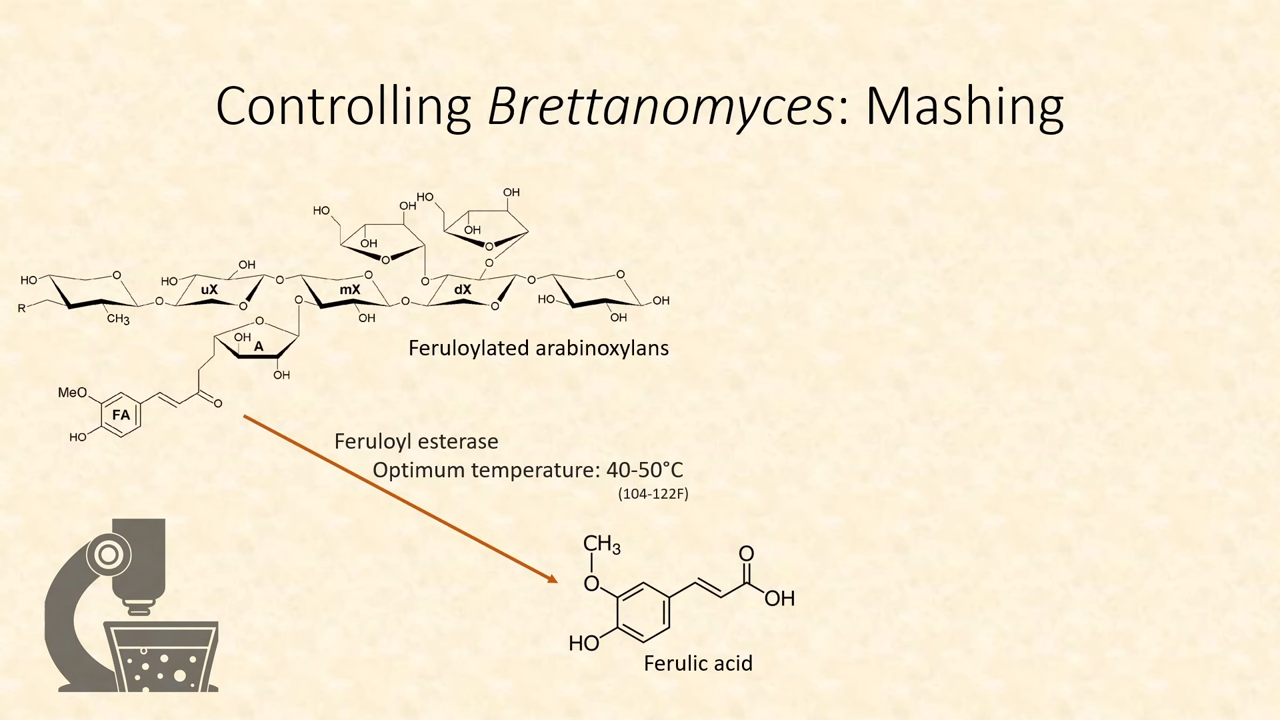 Controlling Brettanomyces: Mashing
HO OH HO OH
OH OH
O O
O
HO O HO OH O O O O O
uX mX dX
R O O O O O HO OH
CH3 OH OH
O
OH A
OH
Feruloylated arabinoxylans
MeO O
FA
HO
Feruloyl esterase
Optimum temperature: 40-50°C
(104-122F)
CH3
O
O
OH
HO
Ferulic acid